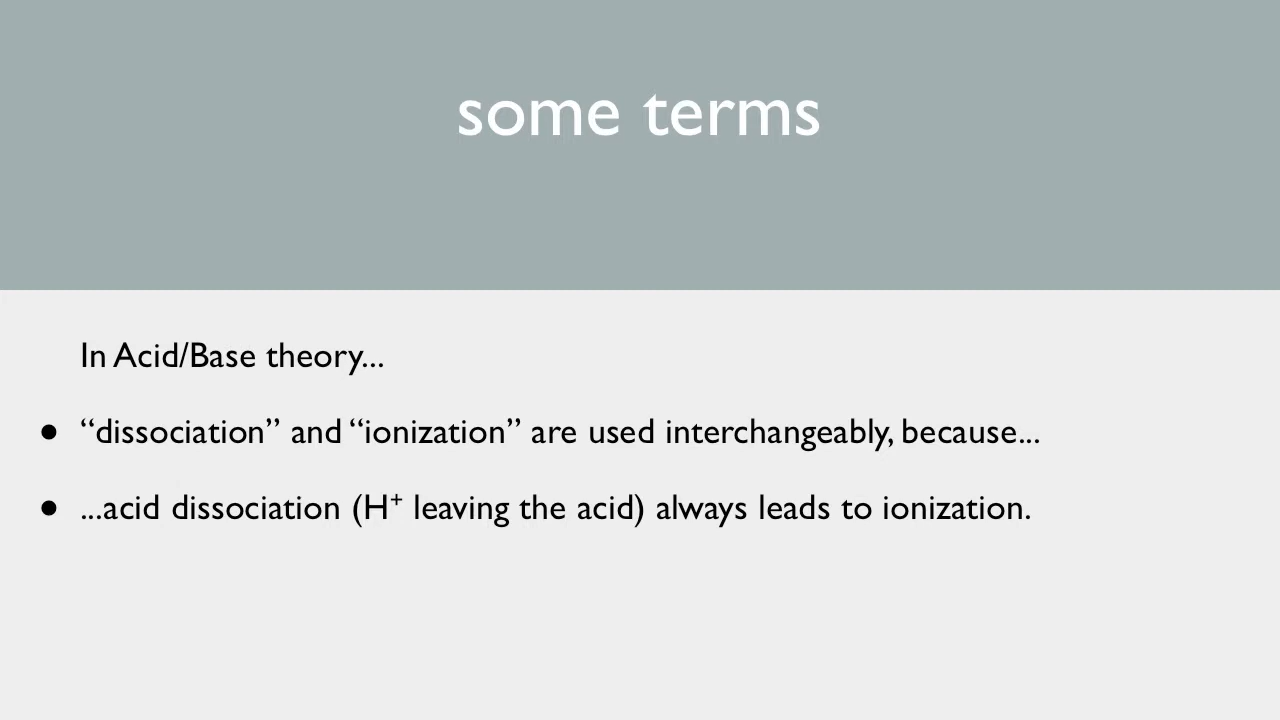 some terms
In Acid/Base theory...
● “dissociation” and “ionization” are used interchangeably, because...
● ...acid dissociation (H⁺ leaving the acid) always leads to ionization.